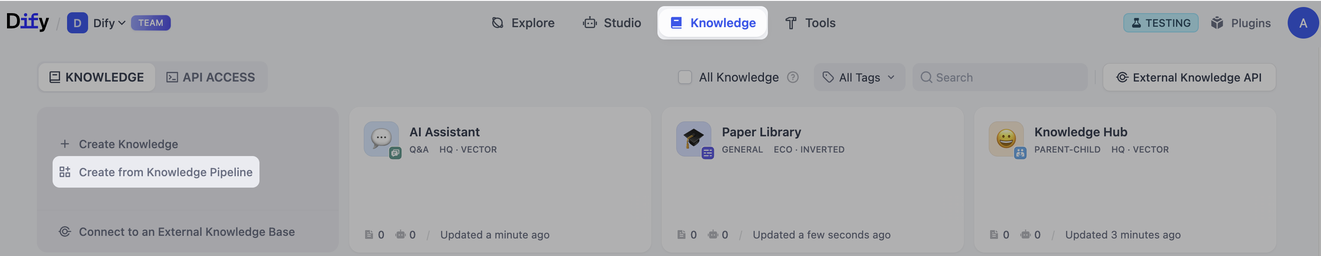 Dify / D Dify TEAM Explore Studio Knowledge Tools TESTING Plugins A
KNOWLEDGE API ACCESS All Knowledge ? All Tags Search External Knowledge API
+ Create Knowledge
Create from Knowledge Pipeline
Connect to an External Knowledge Base
AI Assistant
Q&A HQ · VECTOR
0 0 / Updated a minute ago
Paper Library
GENERAL ECO · INVERTED
0 0 / Updated a few seconds ago
Knowledge Hub
PARENT-CHILD HQ · VECTOR
0 0 / Updated 3 minutes ago